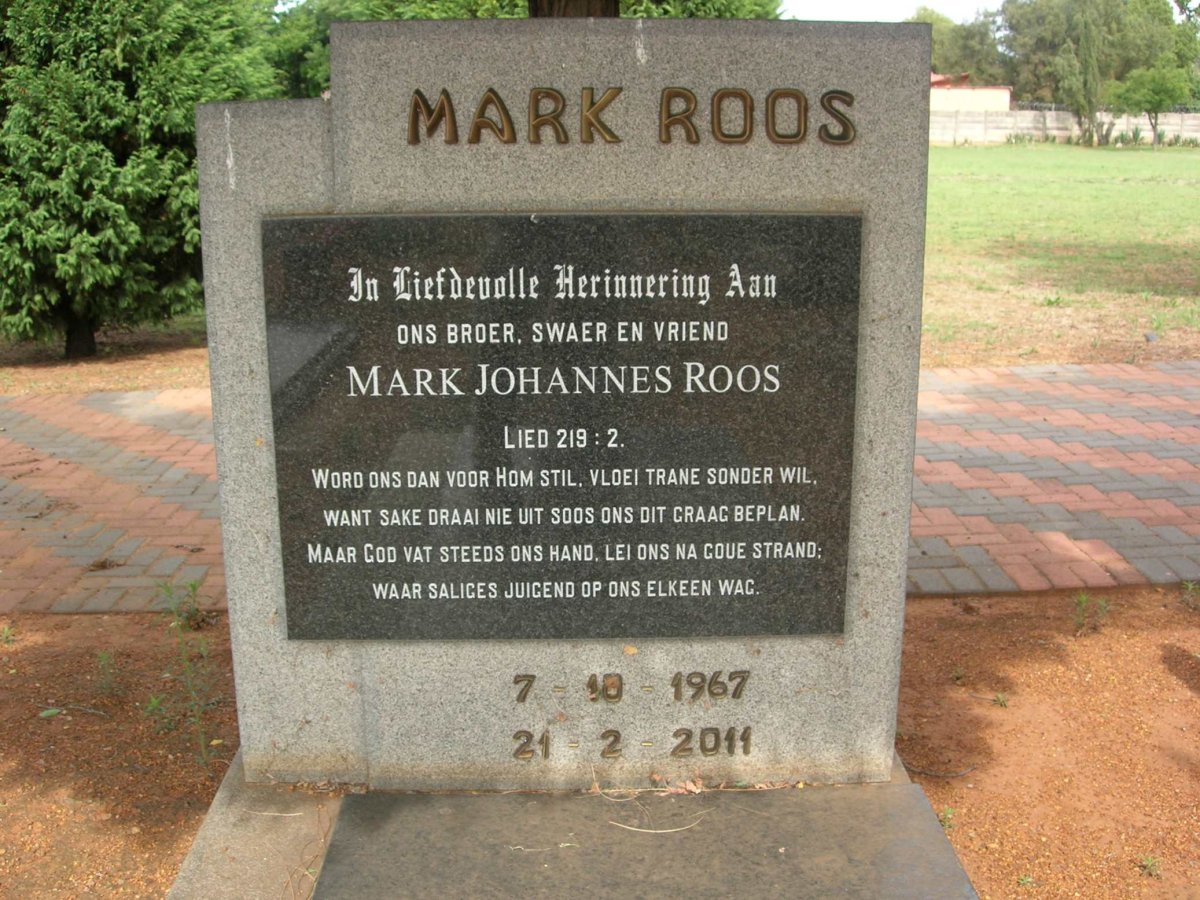 MARK ROOS
In Liefdevolle Herinnering Aan
ONS BROER, SWAER EN VRIEND
MARK JOHANNES ROOS
LIED 219 : 2.
WORD ONS DAN VOOR HOM STIL, VLOEI TRANE SONDER WIL,
WANT SAKE DRAAI NIE UIT SOOS ONS DIT GRAAG BEPLAN.
MAAR GOD VAT STEEDS ONS HAND, LEI ONS NA GOUE STRAND;
WAAR SALIGES JUIGEND OP ONS ELKEEN WAG.
7 - 10 - 1967
21 - 2 - 2011